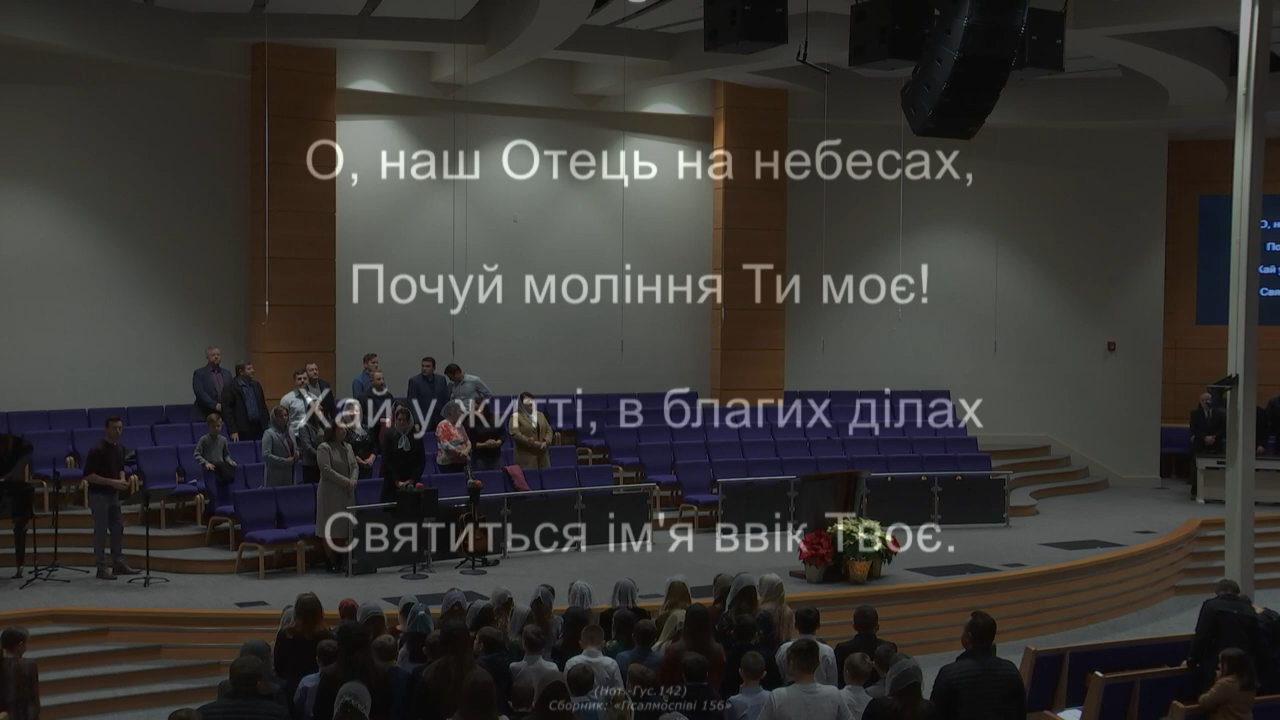 О, наш Отець на небесах,
Почуй моління Ти моє!
Хай у житті, в благих ділах
Святиться ім'я ввік Твоє.
(Нот.-Гус.142)
Сборник: «Псалмоспіві 156»